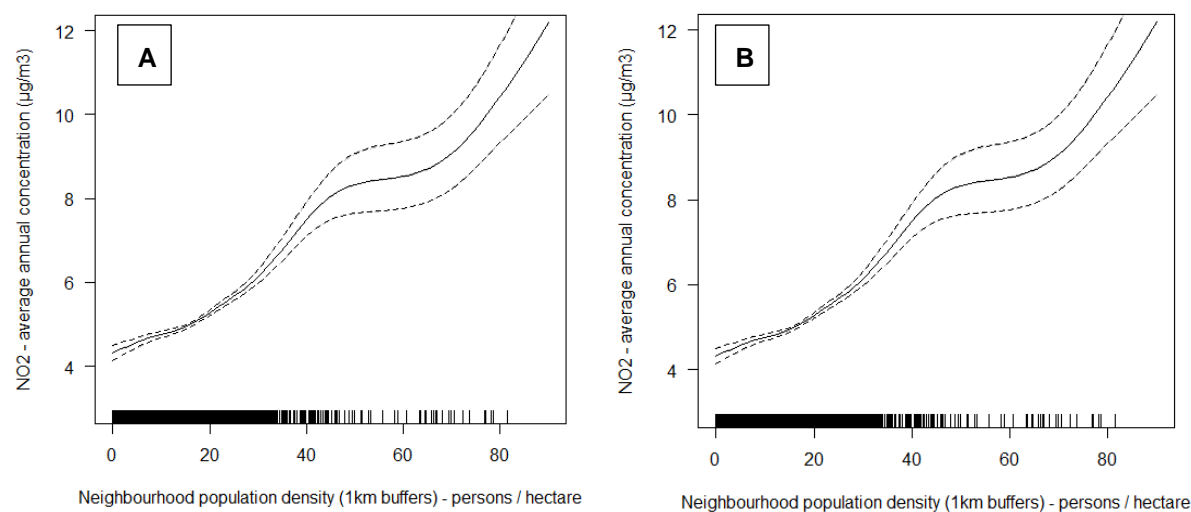 A
NO2 - average annual concentration (µg/m3)
12
10
8
6
4
0 20 40 60 80
Neighbourhood population density (1km buffers) - persons / hectare
B
NO2 - average annual concentration (µg/m3)
12
10
8
6
4
0 20 40 60 80
Neighbourhood population density (1km buffers) - persons / hectare